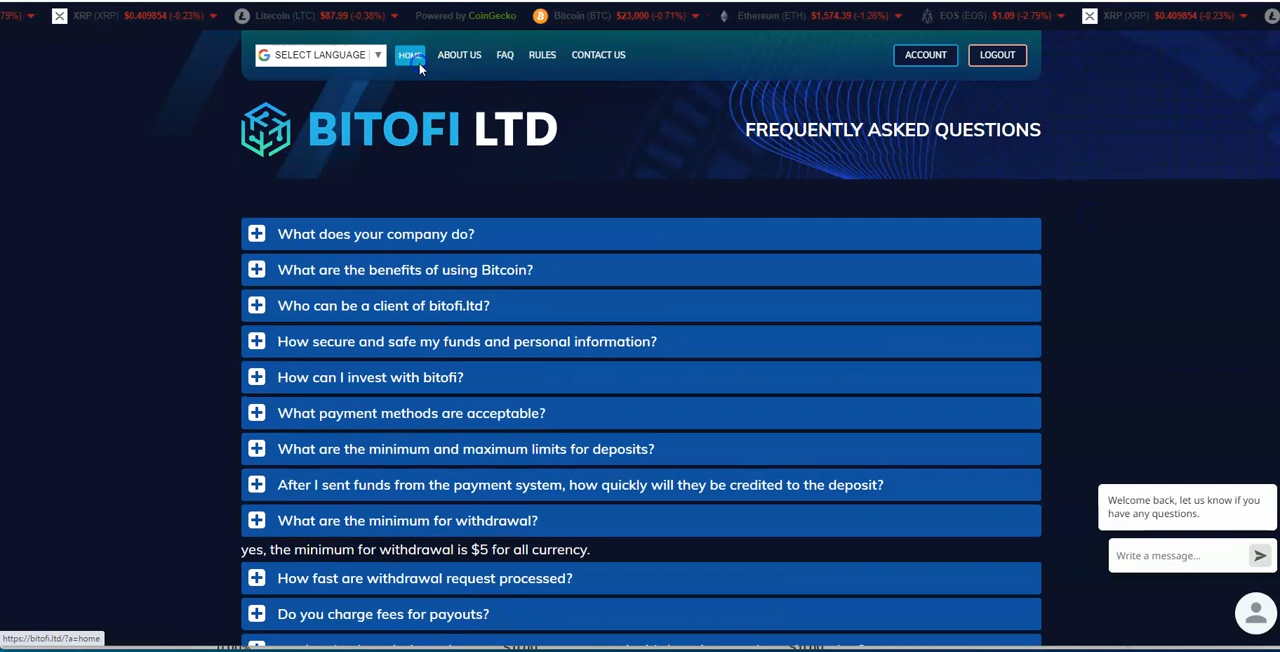 79%) XRP (XRP) $0.409854 (-0.23%) Litecoin (LTC) $87.99 (-0.38%) Powered by CoinGecko Bitcoin (BTC) $23,000 (-0.71%) Ethereum (ETH) $1,574.39 (-1.26%) EOS (EOS) $1.09 (-2.79%) XRP (XRP) $0.409854 (-0.23%)
SELECT LANGUAGE ▼ HOME ABOUT US FAQ RULES CONTACT US ACCOUNT LOGOUT
BITOFI LTD
FREQUENTLY ASKED QUESTIONS
What does your company do?
What are the benefits of using Bitcoin?
Who can be a client of bitofi.ltd?
How secure and safe my funds and personal information?
How can I invest with bitofi?
What payment methods are acceptable?
What are the minimum and maximum limits for deposits?
After I sent funds from the payment system, how quickly will they be credited to the deposit?
What are the minimum for withdrawal?
yes, the minimum for withdrawal is $5 for all currency.
How fast are withdrawal request processed?
Do you charge fees for payouts?
Welcome back, let us know if you
have any questions.
Write a message...
https://bitofi.ltd/?a=home